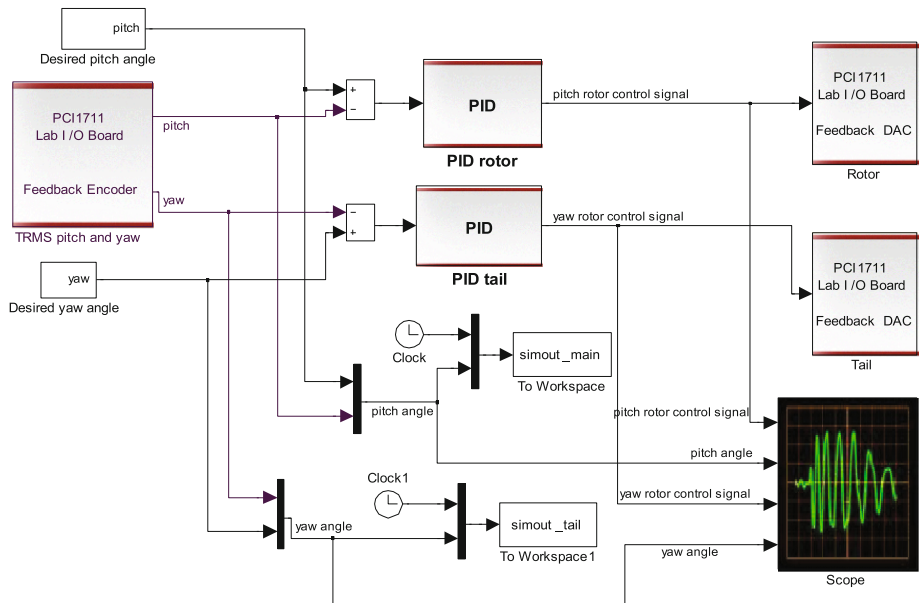 pitch
Desired pitch angle
PCI1711
Lab I /O Board
Feedback Encoder
pitch
yaw
TRMS pitch and yaw
yaw
Desired yaw angle
+
−
PID
PID rotor
pitch rotor control signal
−
+
PID
PID tail
yaw rotor control signal
PCI1711
Lab I /O Board
Feedback DAC
Rotor
PCI1711
Lab I /O Board
Feedback DAC
Tail
Clock
simout _main
To Workspace
pitch angle
pitch rotor control signal
pitch angle
yaw rotor control signal
yaw angle
Scope
Clock1
yaw angle
simout _tail
To Workspace1